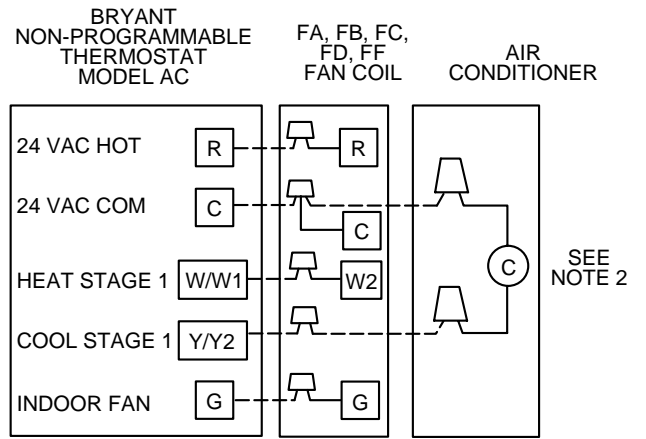 BRYANT
NON-PROGRAMMABLE
THERMOSTAT
MODEL AC
FA, FB, FC,
FD, FF
FAN COIL
AIR
CONDITIONER
24 VAC HOT R R
24 VAC COM C
C
HEAT STAGE 1 W/W1 W2
C
SEE
NOTE 2
COOL STAGE 1 Y/Y2
INDOOR FAN G G